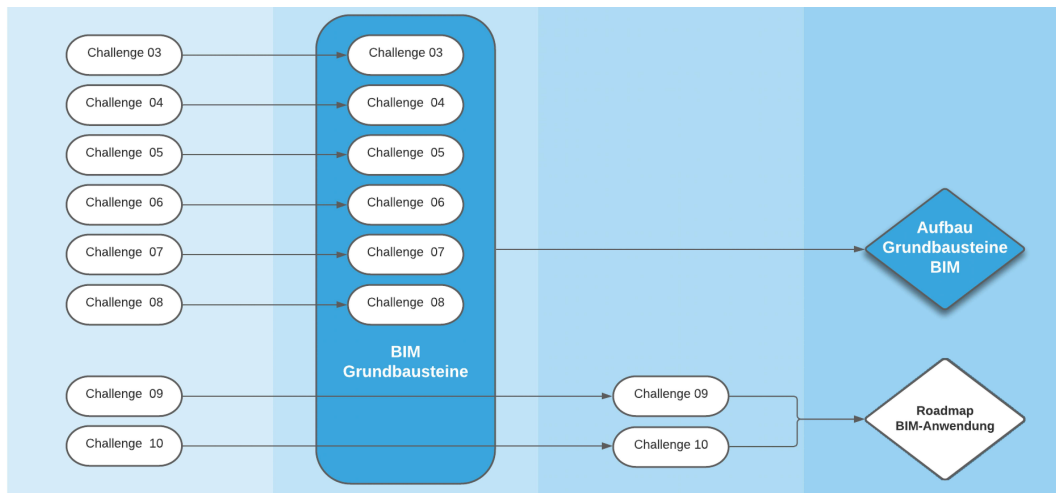 Challenge 03
Challenge 03
Challenge 04
Challenge 04
Challenge 05
Challenge 05
Challenge 06
Challenge 06
Challenge 07
Challenge 07
Challenge 08
Challenge 08
Aufbau
Grundbausteine
BIM
BIM
Grundbausteine
Challenge 09
Challenge 09
Challenge 10
Challenge 10
Roadmap
BIM-Anwendung